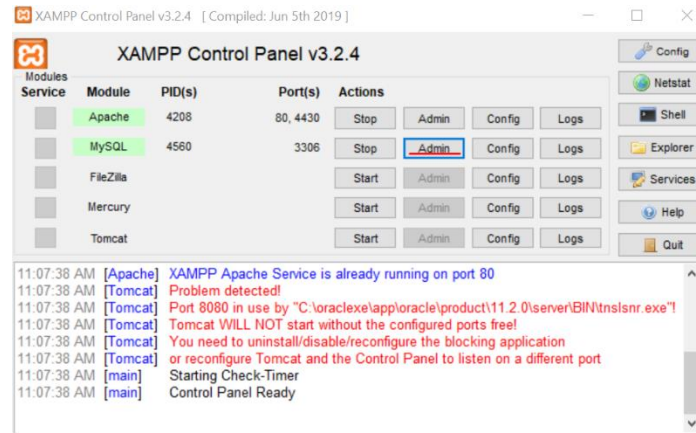 XAMPP Control Panel v3.2.4 [ Compiled: Jun 5th 2019 ]
XAMPP Control Panel v3.2.4
Config
Modules
Service Module PID(s) Port(s) Actions
Netstat
Apache 4208 80, 4430 Stop Admin Config Logs
Shell
MySQL 4560 3306 Stop Admin Config Logs
Explorer
FileZilla Start Admin Config Logs
Services
Mercury Start Admin Config Logs
Help
Tomcat Start Admin Config Logs
Quit
11:07:38 AM [Apache] XAMPP Apache Service is already running on port 80
11:07:38 AM [Tomcat] Problem detected!
11:07:38 AM [Tomcat] Port 8080 in use by "C:\oraclexe\app\oracle\product\11.2.0\server\BIN\tnslsnr.exe"!
11:07:38 AM [Tomcat] Tomcat WILL NOT start without the configured ports free!
11:07:38 AM [Tomcat] You need to uninstall/disable/reconfigure the blocking application
11:07:38 AM [Tomcat] or reconfigure Tomcat and the Control Panel to listen on a different port
11:07:38 AM [main] Starting Check-Timer
11:07:38 AM [main] Control Panel Ready